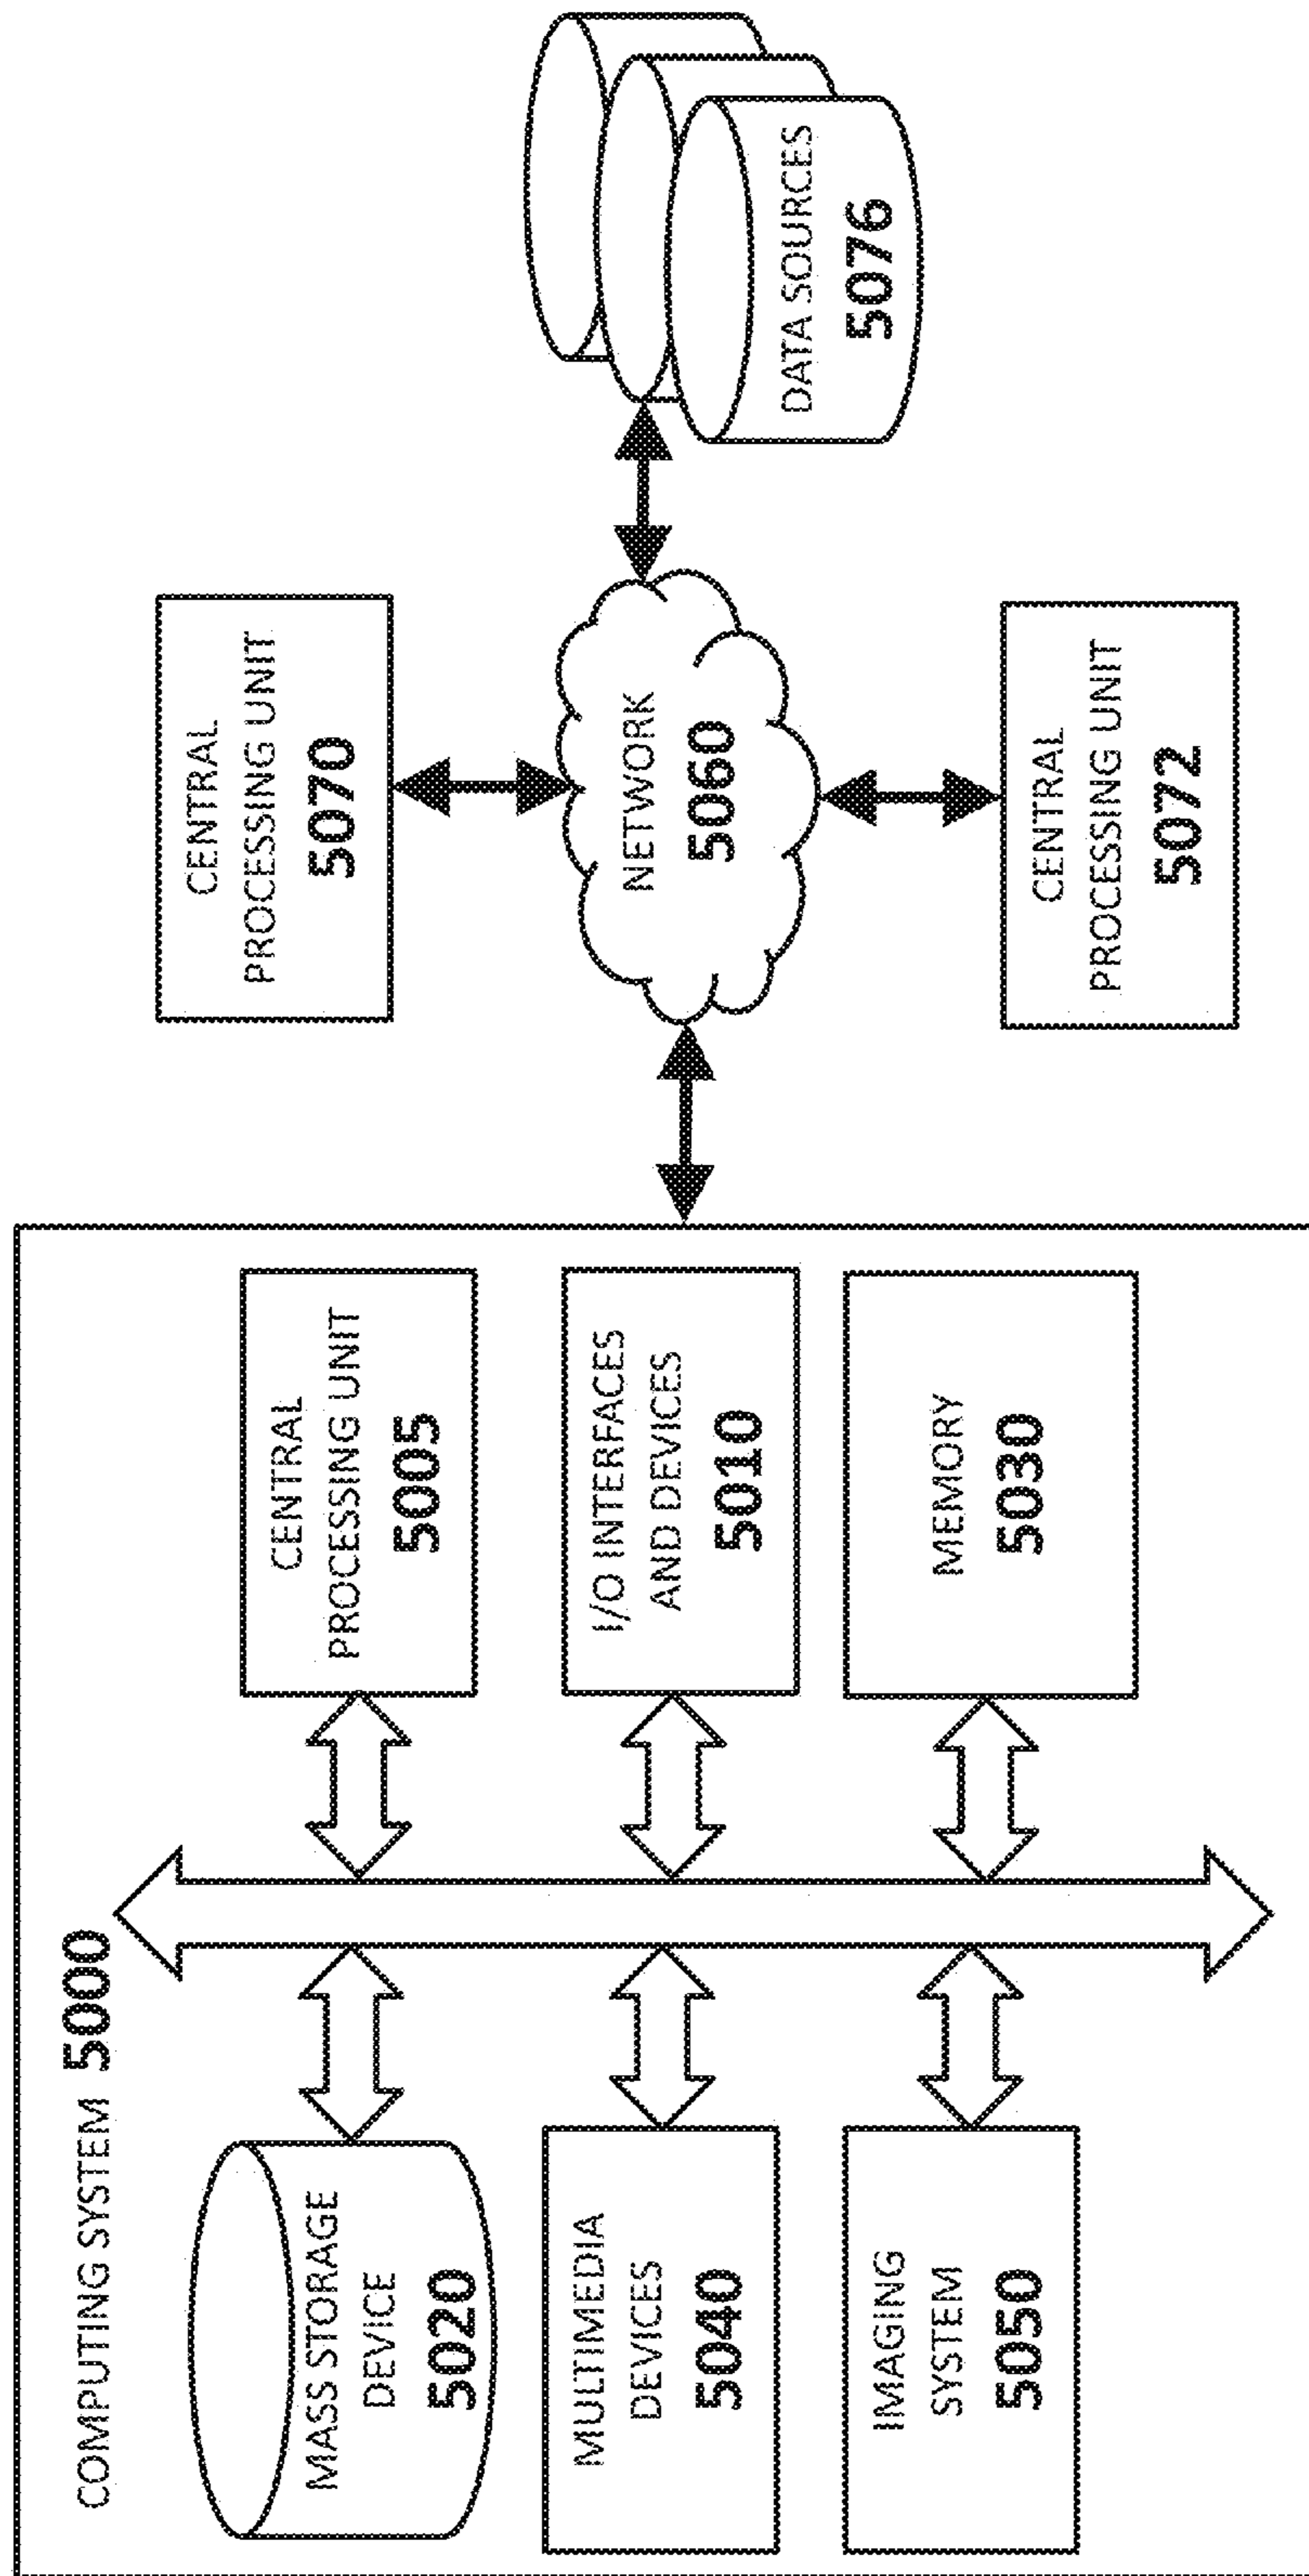 COMPUTING SYSTEM 5000
MASS STORAGE
DEVICE
5020
MULTIMEDIA
DEVICES
5040
IMAGING
SYSTEM
5050
CENTRAL
PROCESSING UNIT
5005
I/O INTERFACES
AND DEVICES
5010
MEMORY
5030
CENTRAL
PROCESSING UNIT
5070
NETWORK
5060
CENTRAL
PROCESSING UNIT
5072
DATA SOURCES
5076